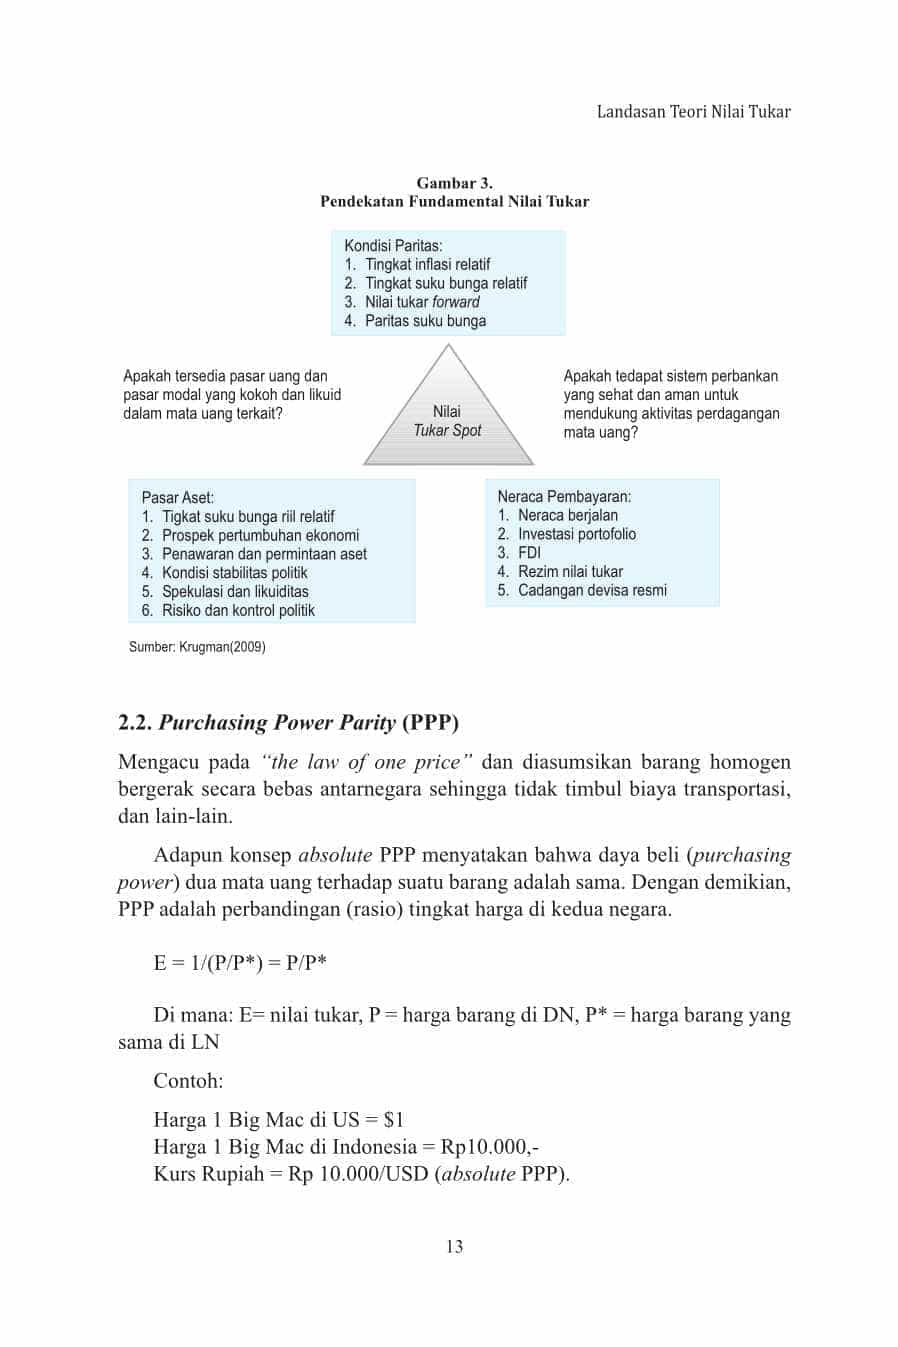 Landasan Teori Nilai Tukar
Gambar 3.
Pendekatan Fundamental Nilai Tukar
Kondisi Paritas:
1. Tingkat inflasi relatif
2. Tingkat suku bunga relatif
3. Nilai tukar forward
4. Paritas suku bunga
Apakah tersedia pasar uang dan
pasar modal yang kokoh dan likuid
dalam mata uang terkait?
Nilai
Tukar Spot
Apakah tedapat sistem perbankan
yang sehat dan aman untuk
mendukung aktivitas perdagangan
mata uang?
Pasar Aset:
1. Tigkat suku bunga riil relatif
2. Prospek pertumbuhan ekonomi
3. Penawaran dan permintaan aset
4. Kondisi stabilitas politik
5. Spekulasi dan likuiditas
6. Risiko dan kontrol politik
Neraca Pembayaran:
1. Neraca berjalan
2. Investasi portofolio
3. FDI
4. Rezim nilai tukar
5. Cadangan devisa resmi
Sumber: Krugman(2009)
2.2. Purchasing Power Parity (PPP)
Mengacu pada “the law of one price” dan diasumsikan barang homogen
bergerak secara bebas antarnegara sehingga tidak timbul biaya transportasi,
dan lain-lain.
Adapun konsep absolute PPP menyatakan bahwa daya beli (purchasing
power) dua mata uang terhadap suatu barang adalah sama. Dengan demikian,
PPP adalah perbandingan (rasio) tingkat harga di kedua negara.
E = 1/(P/P*) = P/P*
Di mana: E= nilai tukar, P = harga barang di DN, P* = harga barang yang
sama di LN
Contoh:
Harga 1 Big Mac di US = $1
Harga 1 Big Mac di Indonesia = Rp10.000,-
Kurs Rupiah = Rp 10.000/USD (absolute PPP).
13